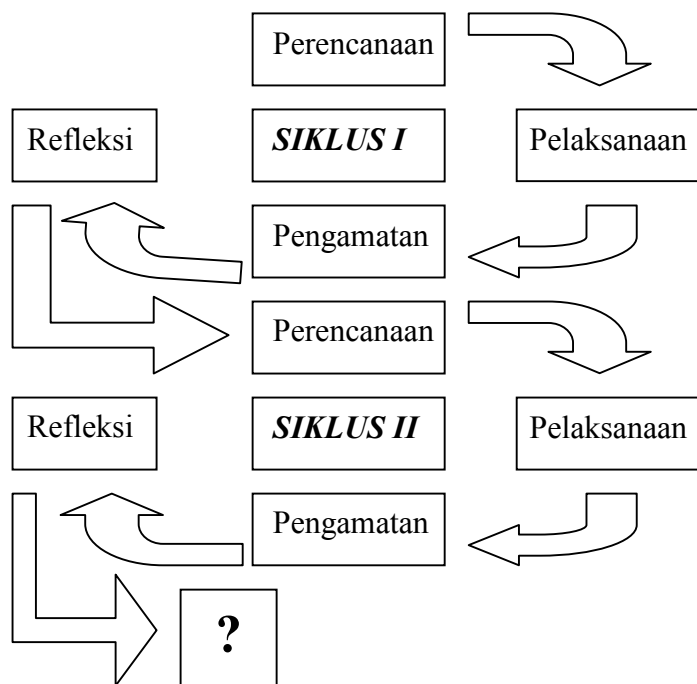 Perencanaan
Refleksi
SIKLUS I
Pelaksanaan
Pengamatan
Perencanaan
Refleksi
SIKLUS II
Pelaksanaan
Pengamatan
?